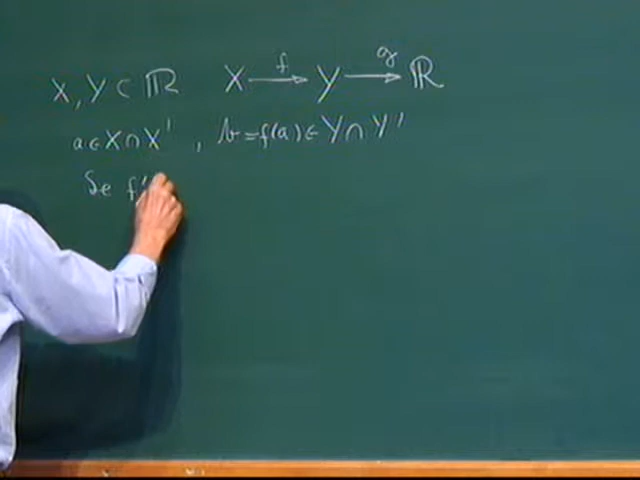 X, Y ⊂ ℝ X →f Y →g ℝ
a ∈ X ∩ X', b = f(a) ∈ Y ∩ Y'
Se f'